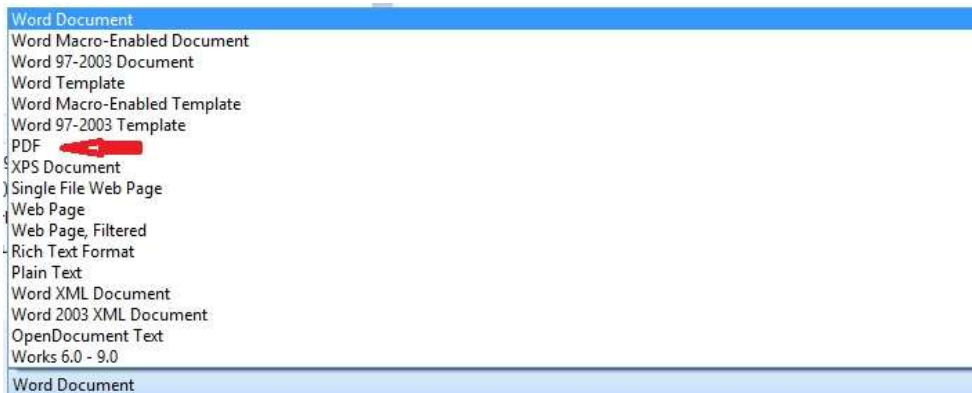 Word Document
Word Macro-Enabled Document
Word 97-2003 Document
Word Template
Word Macro-Enabled Template
Word 97-2003 Template
PDF
XPS Document
Single File Web Page
Web Page
Web Page, Filtered
Rich Text Format
Plain Text
Word XML Document
Word 2003 XML Document
OpenDocument Text
Works 6.0 - 9.0
Word Document